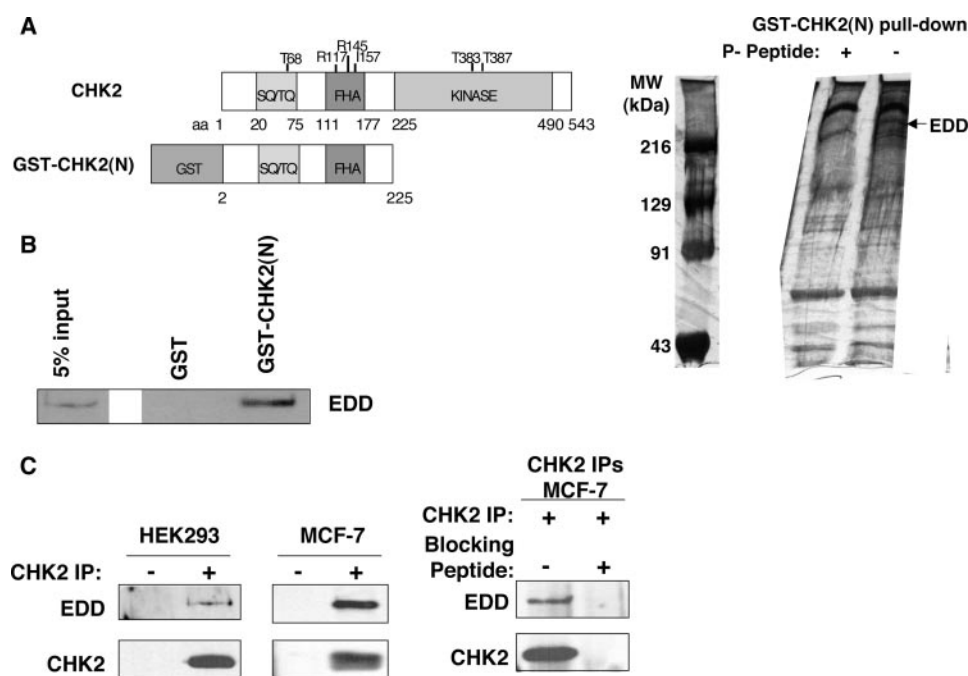 A
CHK2
T68
R117
R145
I157
T383
T387
SQ/TQ
FHA
KINASE
aa 1 20 75 111 177 225 490 543
GST-CHK2(N)
GST
SQ/TQ
FHA
2 225
GST-CHK2(N) pull-down
P- Peptide: + -
MW
(kDa)
216
129
91
43
EDD
B
5% input
GST
GST-CHK2(N)
EDD
C
HEK293
MCF-7
CHK2 IP: - + - +
EDD
CHK2
CHK2 IPs
MCF-7
CHK2 IP: + +
Blocking
Peptide: - +
EDD
CHK2